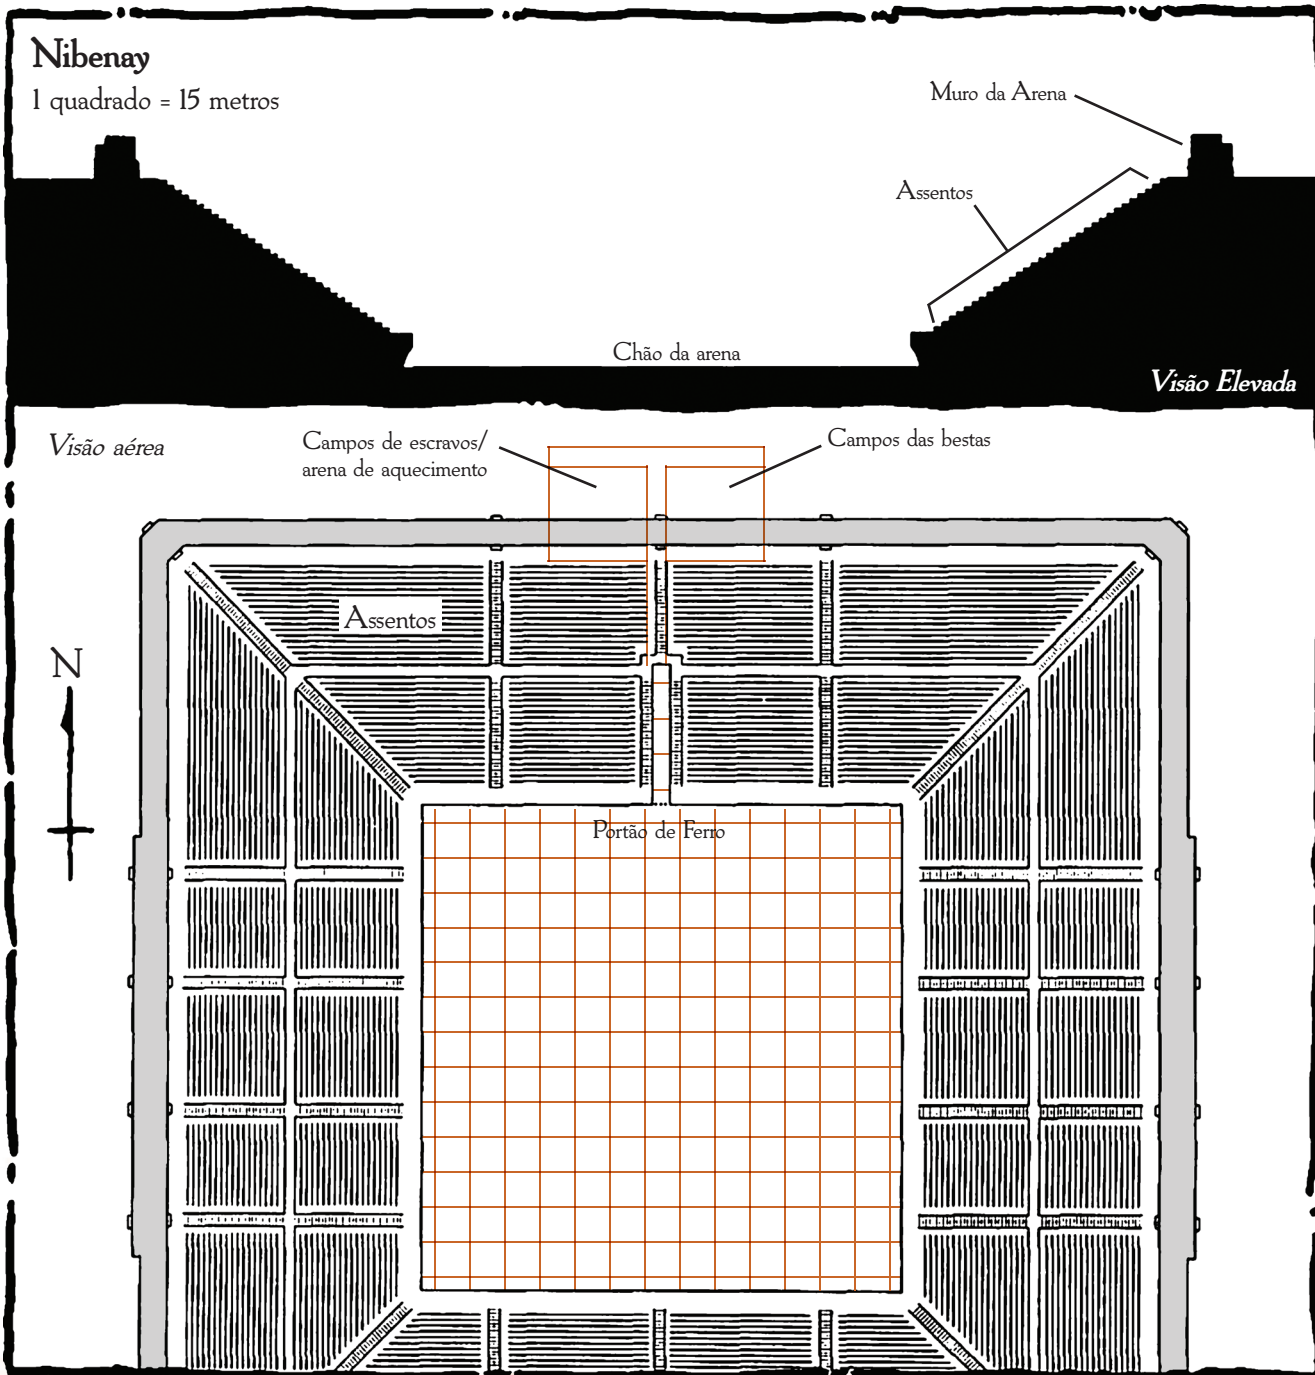 Nibenay
1 quadrado = 15 metros
Muro da Arena
Assentos
Chão da arena
Visão Elevada
Visão aérea
Campos de escravos/
arena de aquecimento
Campos das bestas
Assentos
N
Portão de Ferro